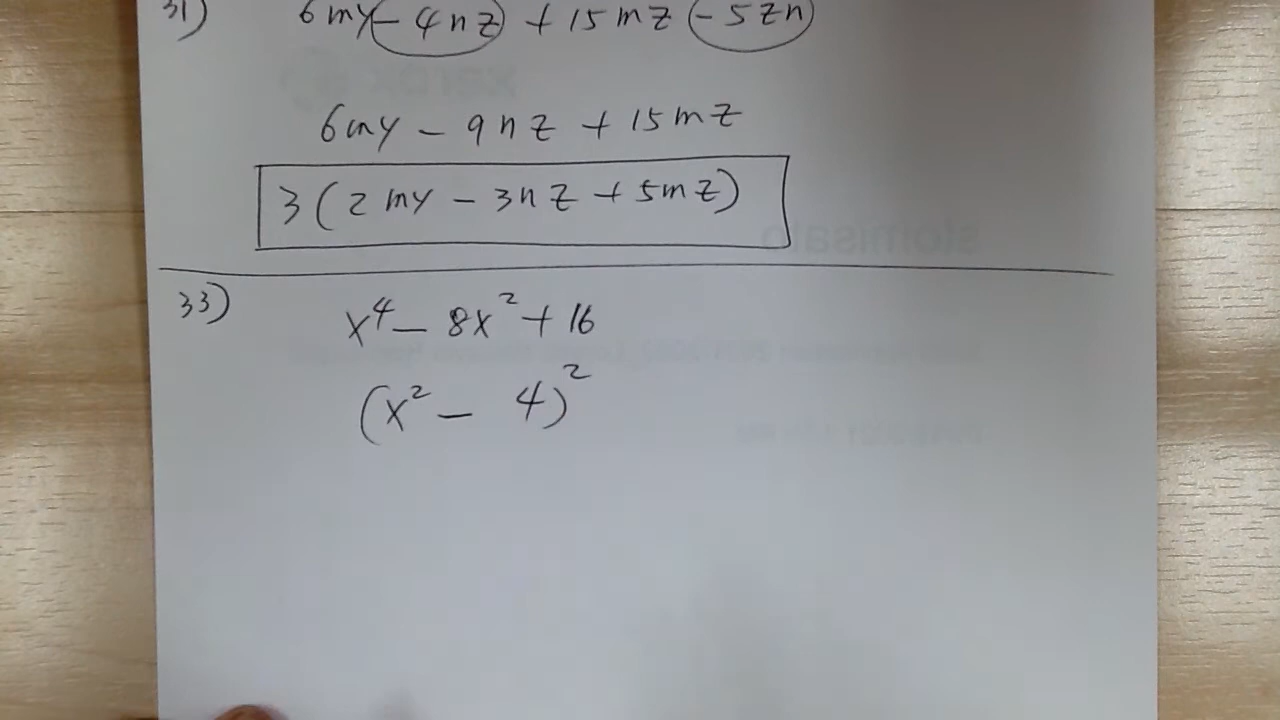 31) 6my - 4nz + 15mz - 5zn
6my - 9nz + 15mz
3(2my - 3nz + 5mz)
33) x⁴ - 8x² + 16
(x² - 4)²